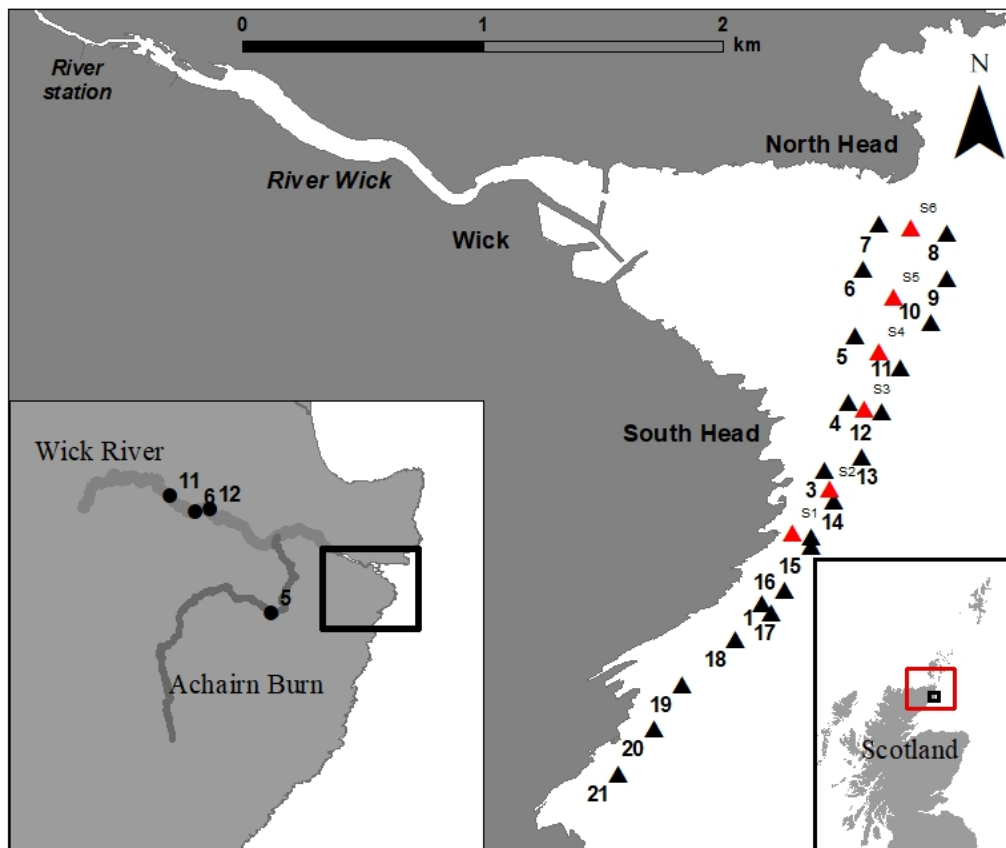 0 1 2
km
N
River
station
North Head
River Wick
Wick
S6
7
8
S5
6
9
10
S4
5
11
S3
4
12
South Head
S2
13
3
14
S1
15
16
1
17
18
19
20
21
Wick River
11
6
12
5
Achairn Burn
Scotland